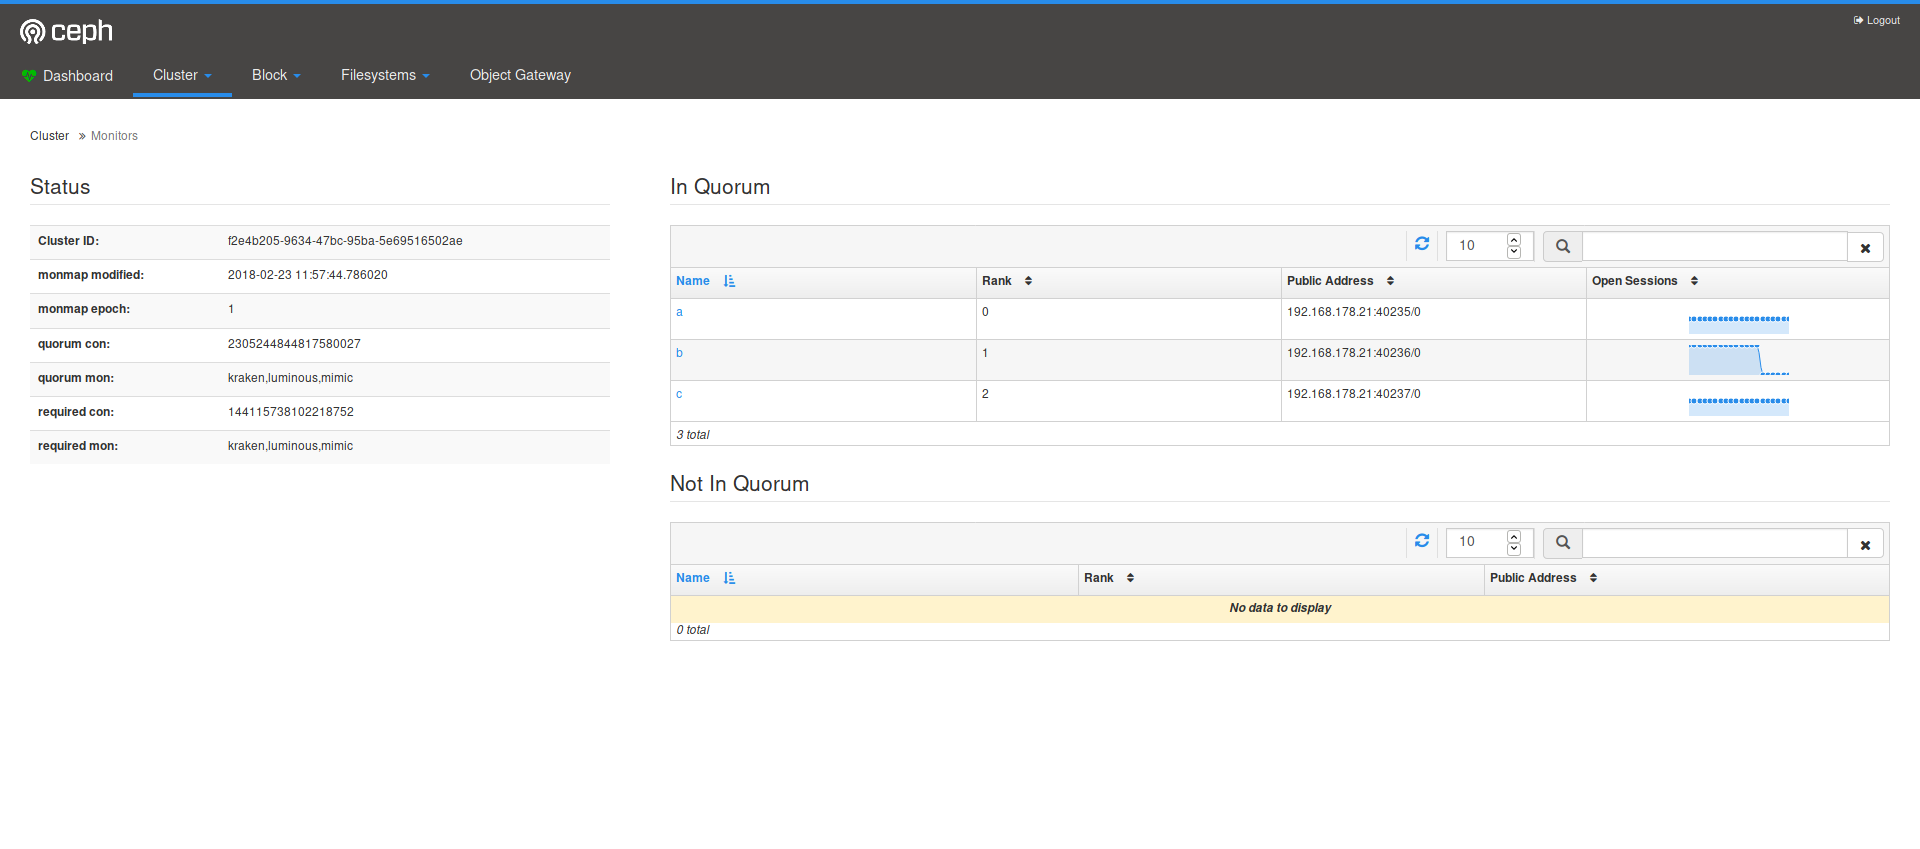 ceph
Logout
Dashboard Cluster Block Filesystems Object Gateway
Cluster » Monitors
Status
Cluster ID: f2e4b205-9634-47bc-95ba-5e69516502ae
monmap modified: 2018-02-23 11:57:44.786020
monmap epoch: 1
quorum con: 2305244844817580027
quorum mon: kraken,luminous,mimic
required con: 144115738102218752
required mon: kraken,luminous,mimic
In Quorum
10
Name Rank Public Address Open Sessions
a 0 192.168.178.21:40235/0
b 1 192.168.178.21:40236/0
c 2 192.168.178.21:40237/0
3 total
Not In Quorum
10
Name Rank Public Address
No data to display
0 total